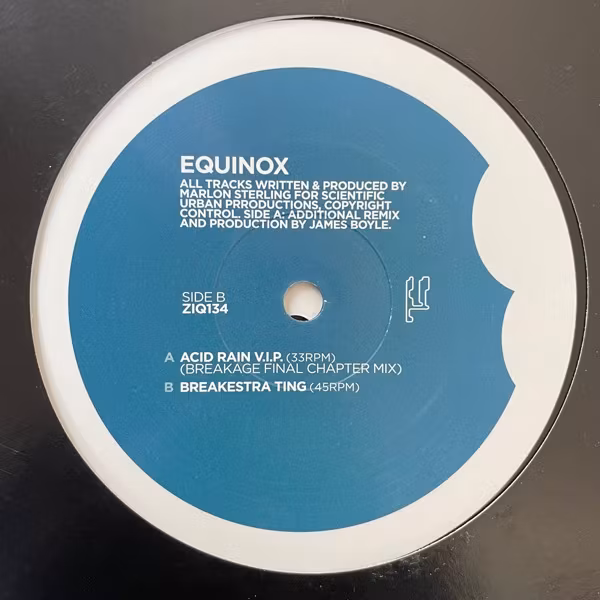 EQUINOX
ALL TRACKS WRITTEN & PRODUCED BY
MARLON STERLING FOR SCIENTIFIC
URBAN PRRODUCTIONS, COPYRIGHT
CONTROL. SIDE A: ADDITIONAL REMIX
AND PRODUCTION BY JAMES BOYLE.
SIDE B
ZIQ134
A ACID RAIN V.I.P. (33RPM)
(BREAKAGE FINAL CHAPTER MIX)
B BREAKESTRA TING (45RPM)